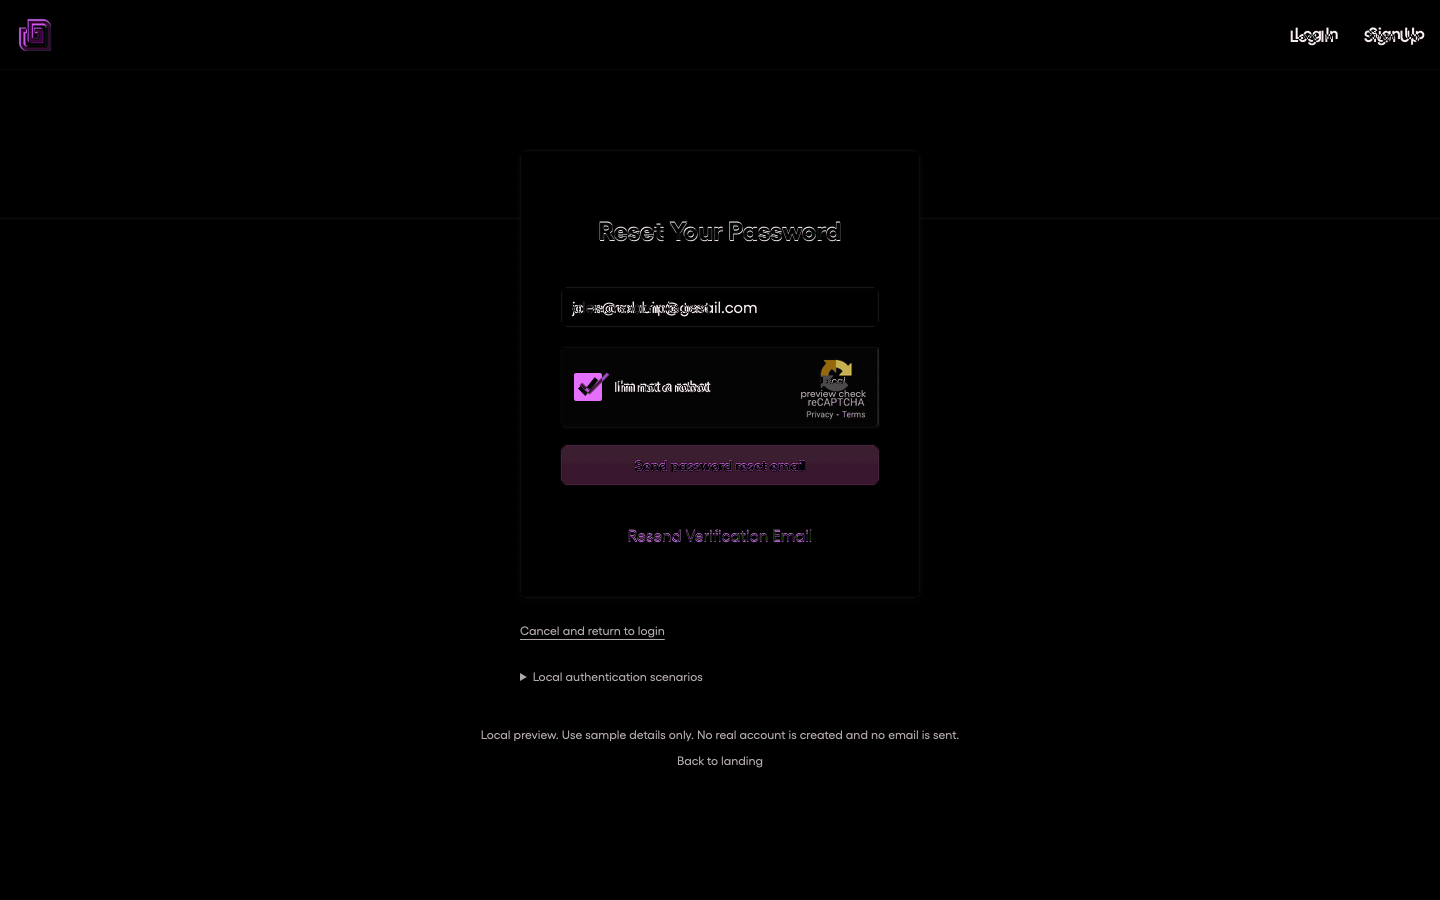 Log In
Sign Up
Reset Your Password
I'm not a robot
preview check
reCAPTCHA
Privacy - Terms
Send password reset email
Resend Verification Email
Cancel and return to login
Local authentication scenarios
Local preview. Use sample details only. No real account is created and no email is sent.
Back to landing